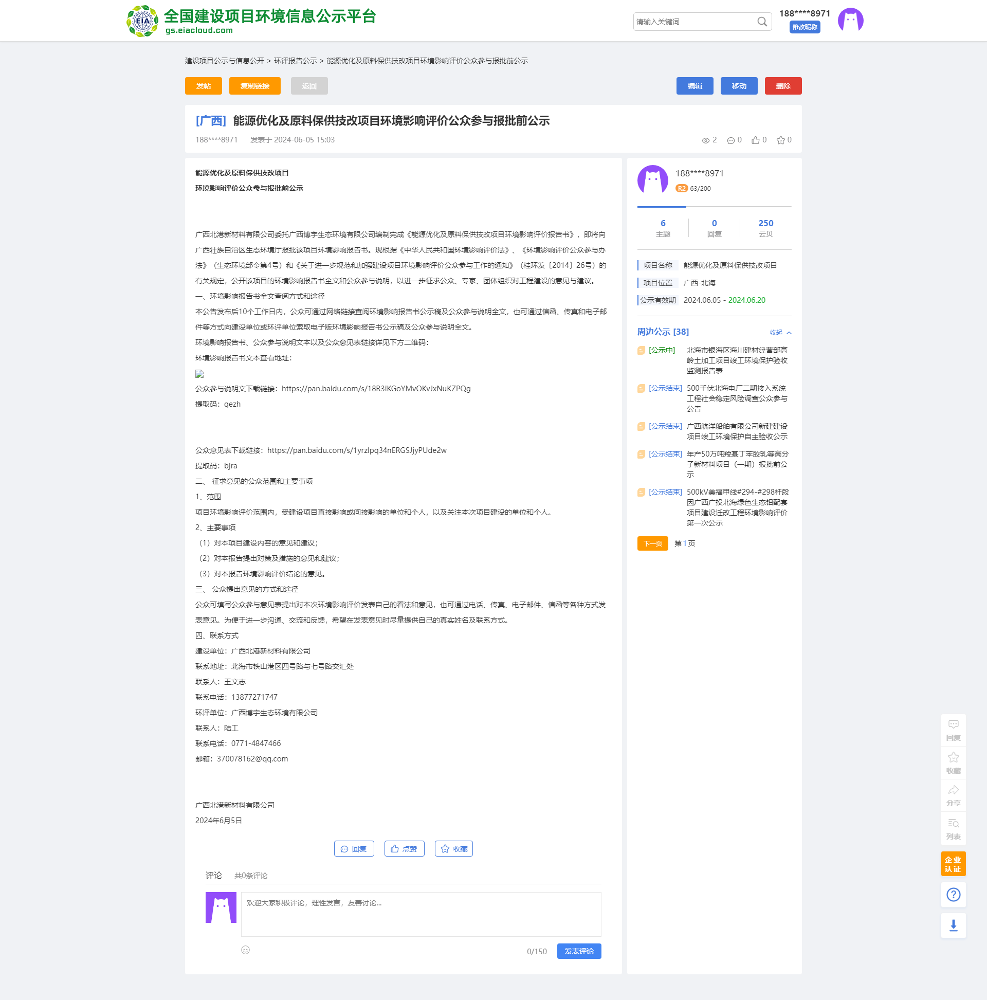 全国建设项目环境信息公示平台
gs.eiacloud.com
EIA
请输入关键词
188****8971
修改昵称
建设项目公示与信息公开 > 环评报告公示 > 能源优化及原料保供技改项目环境影响评价公众参与报批前公示
发帖 复制链接 返回 编辑 移动 删除
[广西] 能源优化及原料保供技改项目环境影响评价公众参与报批前公示
188****8971 发表于 2024-06-05 15:03 2 0 0 0
能源优化及原料保供技改项目
环境影响评价公众参与报批前公示
广西北港新材料有限公司委托广西博宇生态环境有限公司编制完成《能源优化及原料保供技改项目环境影响评价报告书》，即将向
广西壮族自治区生态环境厅报批该项目环境影响报告书。现根据《中华人民共和国环境影响评价法》、《环境影响评价公众参与办
法》（生态环境部令第4号）和《关于进一步规范和加强建设项目环境影响评价公众参与工作的通知》（桂环发〔2014〕26号）的
有关规定，公开该项目的环境影响报告书全文和公众参与说明，以进一步征求公众、专家、团体组织对工程建设的意见与建议。
一、环境影响报告书全文查阅方式和途径
本公告发布后10个工作日内，公众可通过网络链接查阅环境影响报告书公示稿及公众参与说明全文，也可通过信函、传真和电子邮
件等方式向建设单位或环评单位索取电子版环境影响报告书公示稿及公众参与说明全文。
环境影响报告书、公众参与说明文本以及公众意见表链接详见下方二维码：
环境影响报告书文本查看地址：
公众参与说明文下载链接：https://pan.baidu.com/s/18R3iKGoYMvOKvJxNuKZPQg
提取码：qezh
公众意见表下载链接：https://pan.baidu.com/s/1yrzlpq34nERGSJjyPUde2w
提取码：bjra
二、 征求意见的公众范围和主要事项
1、范围
项目环境影响评价范围内，受建设项目直接影响或间接影响的单位和个人，以及关注本次项目建设的单位和个人。
2、主要事项
（1）对本项目建设内容的意见和建议；
（2）对本报告提出对策及措施的意见和建议；
（3）对本报告环境影响评价结论的意见。
三、 公众提出意见的方式和途径
公众可填写公众参与意见表提出对本次环境影响评价发表自己的看法和意见，也可通过电话、传真、电子邮件、信函等各种方式发
表意见。为便于进一步沟通、交流和反馈，希望在发表意见时尽量提供自己的真实姓名及联系方式。
四、联系方式
建设单位：广西北港新材料有限公司
联系地址：北海市铁山港区四号路与七号路交汇处
联系人：王文志
联系电话：13877271747
环评单位：广西博宇生态环境有限公司
联系人：陆工
联系电话：0771-4847466
邮箱：370078162@qq.com
广西北港新材料有限公司
2024年6月5日
回复 点赞 收藏
评论 共0条评论
欢迎大家积极评论，理性发言，友善讨论...
0/150 发表评论
188****8971
R2 63/200
6 0 250
主题 回复 云贝
项目名称 能源优化及原料保供技改项目
项目位置 广西-北海
公示有效期 2024.06.05 - 2024.06.20
周边公示 [38] 收起
[公示中] 北海市银海区海川建材经营部高
岭土加工项目竣工环境保护验收
监测报告表
[公示结束] 500千伏北海电厂二期接入系统
工程社会稳定风险调查公众参与
公告
[公示结束] 广西航洋船舶有限公司新建建设
项目竣工环境保护自主验收公示
[公示结束] 年产50万吨羧基丁苯胶乳等高分
子新材料项目（一期）报批前公
示
[公示结束] 500kV美福甲线#294-#298杆段
因广西广投北海绿色生态铝配套
项目建设迁改工程环境影响评价
第一次公示
下一页 第1页
回复
收藏
分享
列表
企业
认证